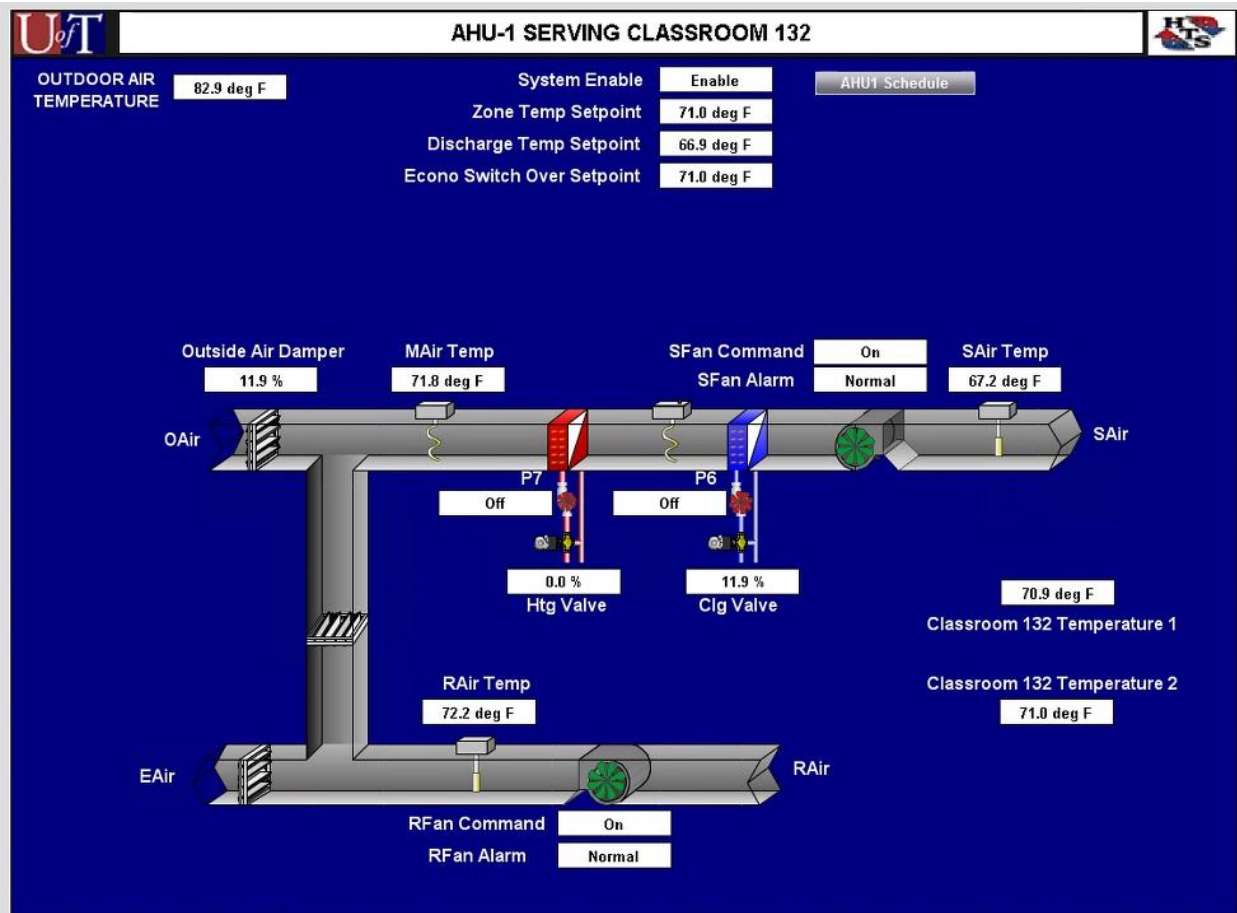 UofT
AHU-1 SERVING CLASSROOM 132
HTS
OUTDOOR AIR
TEMPERATURE
82.9 deg F
System Enable Enable
AHU1 Schedule
Zone Temp Setpoint 71.0 deg F
Discharge Temp Setpoint 66.9 deg F
Econo Switch Over Setpoint 71.0 deg F
Outside Air Damper
11.9 %
MAir Temp
71.8 deg F
SFan Command On
SFan Alarm Normal
SAir Temp
67.2 deg F
OAir
SAir
P7
Off
P6
Off
0.0 %
Htg Valve
11.9 %
Clg Valve
70.9 deg F
Classroom 132 Temperature 1
RAir Temp
72.2 deg F
Classroom 132 Temperature 2
71.0 deg F
EAir
RAir
RFan Command On
RFan Alarm Normal